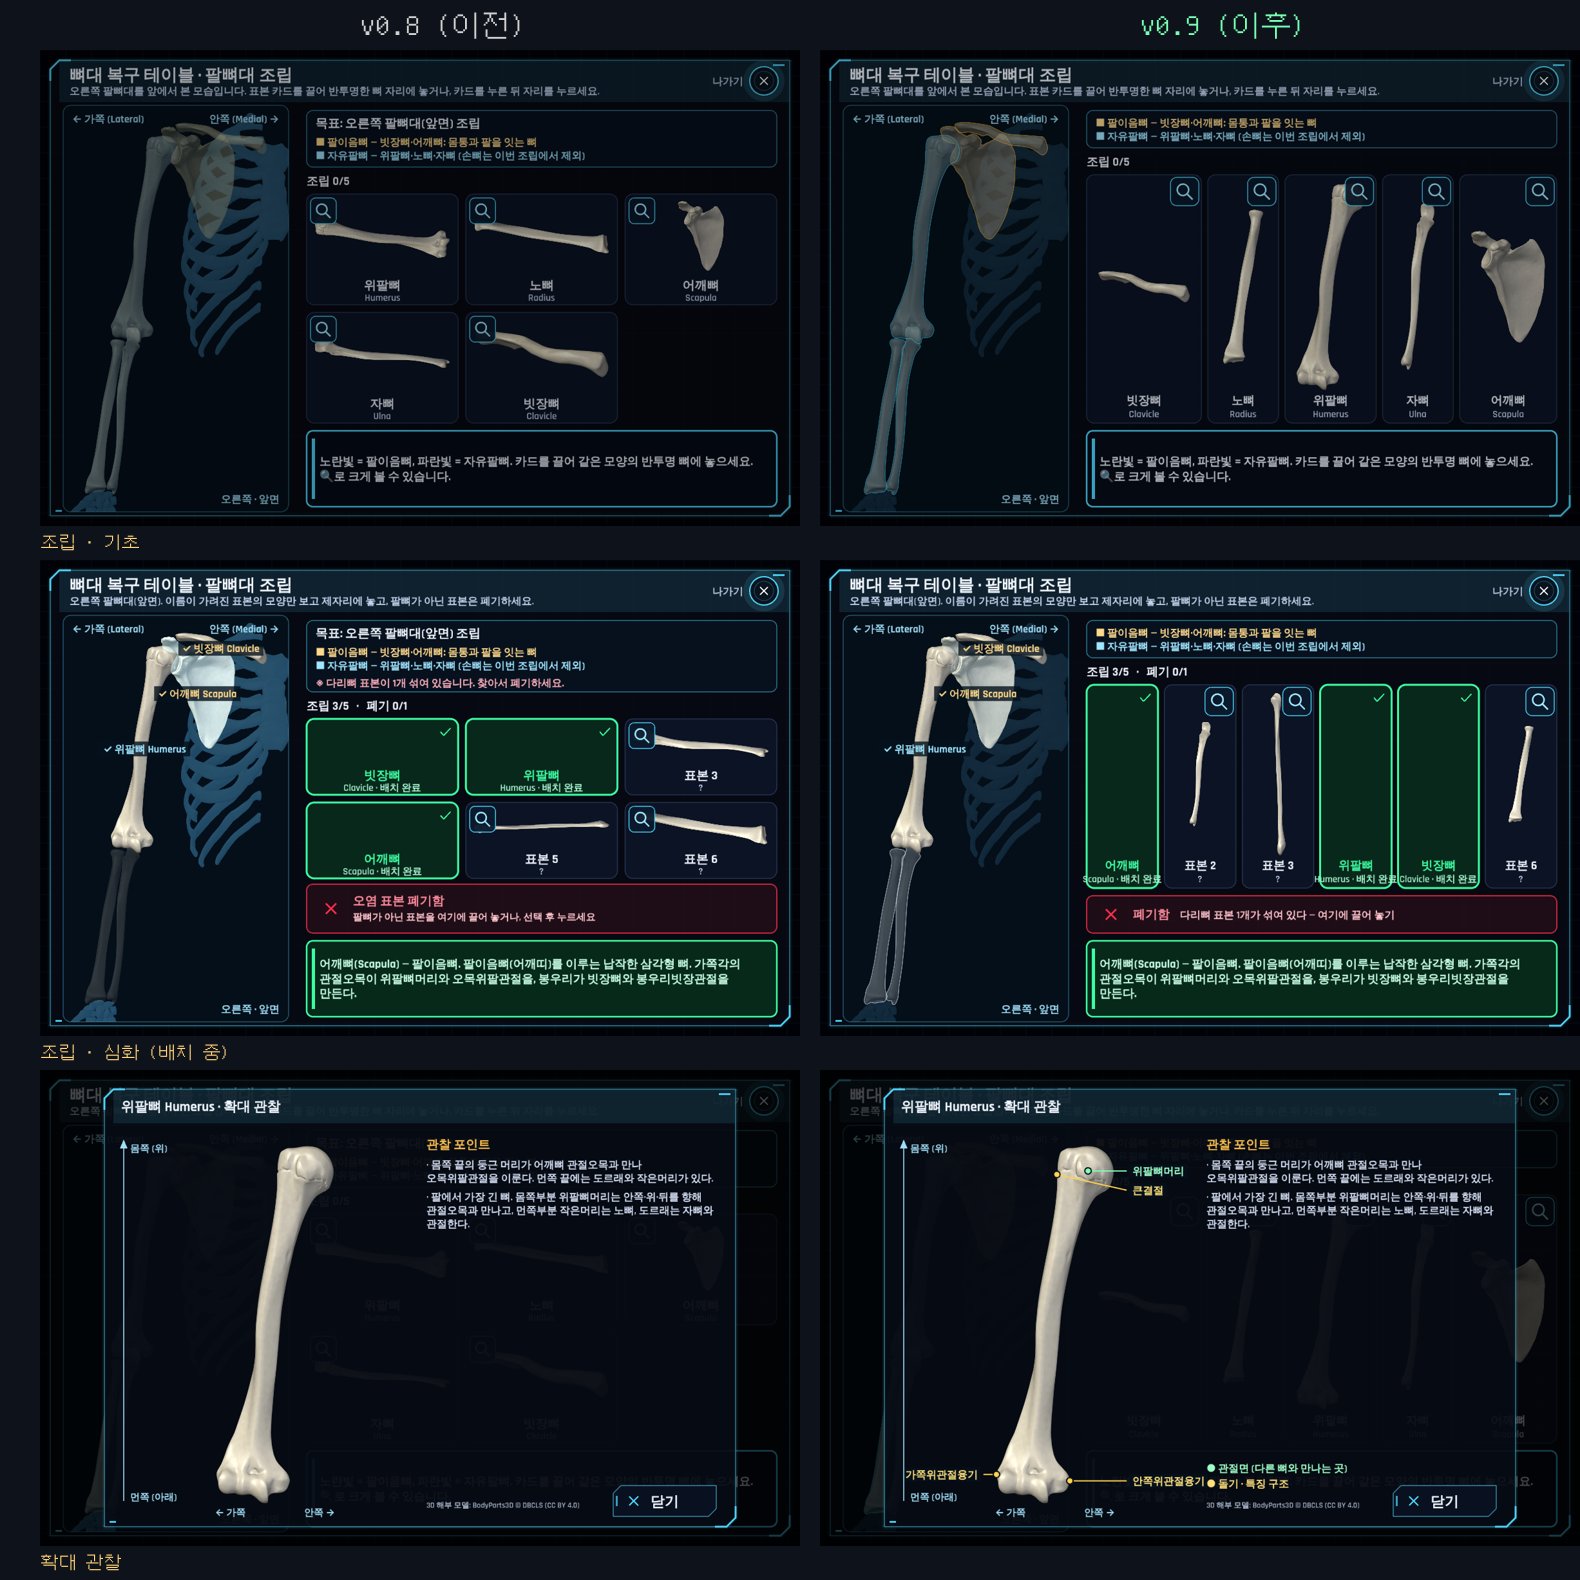 v0.8 (이전)
v0.9 (이후)
뼈대 복구 테이블 · 팔뼈대 조립
오른쪽 팔뼈대를 앞에서 본 모습입니다. 표본 카드를 끌어 반투명한 뼈 자리에 놓거나, 카드를 누른 뒤 자리를 누르세요.
나가기
← 가쪽 (Lateral)
안쪽 (Medial) →
목표: 오른쪽 팔뼈대(앞면) 조립
■ 팔이음뼈 – 빗장뼈·어깨뼈: 몸통과 팔을 잇는 뼈
■ 자유팔뼈 – 위팔뼈·노뼈·자뼈 (손뼈는 이번 조립에서 제외)
조립 0/5
위팔뼈
Humerus
노뼈
Radius
어깨뼈
Scapula
자뼈
Ulna
빗장뼈
Clavicle
노란빛 = 팔이음뼈, 파란빛 = 자유팔뼈. 카드를 끌어 같은 모양의 반투명 뼈에 놓으세요.
🔍로 크게 볼 수 있습니다.
오른쪽 · 앞면
뼈대 복구 테이블 · 팔뼈대 조립
오른쪽 팔뼈대를 앞에서 본 모습입니다. 표본 카드를 끌어 반투명한 뼈 자리에 놓거나, 카드를 누른 뒤 자리를 누르세요.
나가기
← 가쪽 (Lateral)
안쪽 (Medial) →
■ 팔이음뼈 – 빗장뼈·어깨뼈: 몸통과 팔을 잇는 뼈
■ 자유팔뼈 – 위팔뼈·노뼈·자뼈 (손뼈는 이번 조립에서 제외)
조립 0/5
빗장뼈
Clavicle
노뼈
Radius
위팔뼈
Humerus
자뼈
Ulna
어깨뼈
Scapula
노란빛 = 팔이음뼈, 파란빛 = 자유팔뼈. 카드를 끌어 같은 모양의 반투명 뼈에 놓으세요.
🔍로 크게 볼 수 있습니다.
오른쪽 · 앞면
조립 · 기초
뼈대 복구 테이블 · 팔뼈대 조립
오른쪽 팔뼈대(앞면). 이름이 가려진 표본의 모양만 보고 제자리에 놓고, 팔뼈가 아닌 표본은 폐기하세요.
나가기
← 가쪽 (Lateral)
안쪽 (Medial) →
✓ 빗장뼈 Clavicle
✓ 어깨뼈 Scapula
✓ 위팔뼈 Humerus
오른쪽 · 앞면
목표: 오른쪽 팔뼈대(앞면) 조립
■ 팔이음뼈 – 빗장뼈·어깨뼈: 몸통과 팔을 잇는 뼈
■ 자유팔뼈 – 위팔뼈·노뼈·자뼈 (손뼈는 이번 조립에서 제외)
※ 다리뼈 표본이 1개 섞여 있습니다. 찾아서 폐기하세요.
조립 3/5 · 폐기 0/1
빗장뼈
Clavicle · 배치 완료
위팔뼈
Humerus · 배치 완료
표본 3
?
어깨뼈
Scapula · 배치 완료
표본 5
?
표본 6
?
오염 표본 폐기함
팔뼈가 아닌 표본을 여기에 끌어 놓거나, 선택 후 누르세요
어깨뼈(Scapula) – 팔이음뼈. 팔이음뼈(어깨띠)를 이루는 납작한 삼각형 뼈. 가쪽각의
관절오목이 위팔뼈머리와 오목위팔관절을, 봉우리가 빗장뼈와 봉우리빗장관절을
만든다.
뼈대 복구 테이블 · 팔뼈대 조립
오른쪽 팔뼈대(앞면). 이름이 가려진 표본의 모양만 보고 제자리에 놓고, 팔뼈가 아닌 표본은 폐기하세요.
나가기
← 가쪽 (Lateral)
안쪽 (Medial) →
✓ 빗장뼈 Clavicle
✓ 어깨뼈 Scapula
✓ 위팔뼈 Humerus
오른쪽 · 앞면
■ 팔이음뼈 – 빗장뼈·어깨뼈: 몸통과 팔을 잇는 뼈
■ 자유팔뼈 – 위팔뼈·노뼈·자뼈 (손뼈는 이번 조립에서 제외)
조립 3/5 · 폐기 0/1
어깨뼈
Scapula · 배치 완료
표본 2
?
표본 3
?
위팔뼈
Humerus · 배치 완료
빗장뼈
Clavicle · 배치 완료
표본 6
?
폐기함 다리뼈 표본 1개가 섞여 있다 – 여기에 끌어 놓기
어깨뼈(Scapula) – 팔이음뼈. 팔이음뼈(어깨띠)를 이루는 납작한 삼각형 뼈. 가쪽각의
관절오목이 위팔뼈머리와 오목위팔관절을, 봉우리가 빗장뼈와 봉우리빗장관절을
만든다.
조립 · 심화 (배치 중)
위팔뼈 Humerus · 확대 관찰
몸쪽 (위)
먼쪽 (아래)
← 가쪽
안쪽 →
관찰 포인트
· 몸쪽 끝의 둥근 머리가 어깨뼈 관절오목과 만나
오목위팔관절을 이룬다. 먼쪽 끝에는 도르래와 작은머리가 있다.
· 팔에서 가장 긴 뼈. 몸쪽부분 위팔뼈머리는 안쪽·위·뒤를 향해
관절오목과 만나고, 먼쪽부분 작은머리는 노뼈, 도르래는 자뼈와
관절한다.
3D 해부 모델: BodyParts3D © DBCLS (CC BY 4.0)
닫기
위팔뼈 Humerus · 확대 관찰
몸쪽 (위)
먼쪽 (아래)
← 가쪽
안쪽 →
위팔뼈머리
큰결절
가쪽위관절융기
안쪽위관절융기
관찰 포인트
· 몸쪽 끝의 둥근 머리가 어깨뼈 관절오목과 만나
오목위팔관절을 이룬다. 먼쪽 끝에는 도르래와 작은머리가 있다.
· 팔에서 가장 긴 뼈. 몸쪽부분 위팔뼈머리는 안쪽·위·뒤를 향해
관절오목과 만나고, 먼쪽부분 작은머리는 노뼈, 도르래는 자뼈와
관절한다.
● 관절면 (다른 뼈와 만나는 곳)
● 돌기 · 특징 구조
3D 해부 모델: BodyParts3D © DBCLS (CC BY 4.0)
닫기
확대 관찰